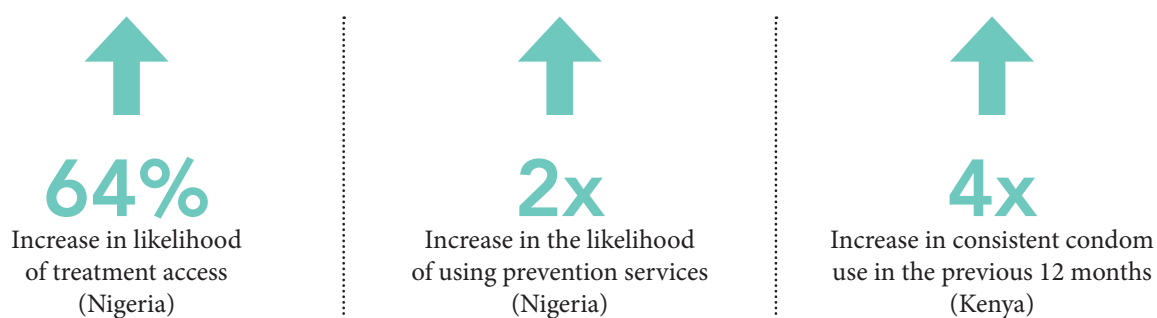 64%
Increase in likelihood
of treatment access
(Nigeria)
2x
Increase in the likelihood
of using prevention services
(Nigeria)
4x
Increase in consistent condom
use in the previous 12 months
(Kenya)